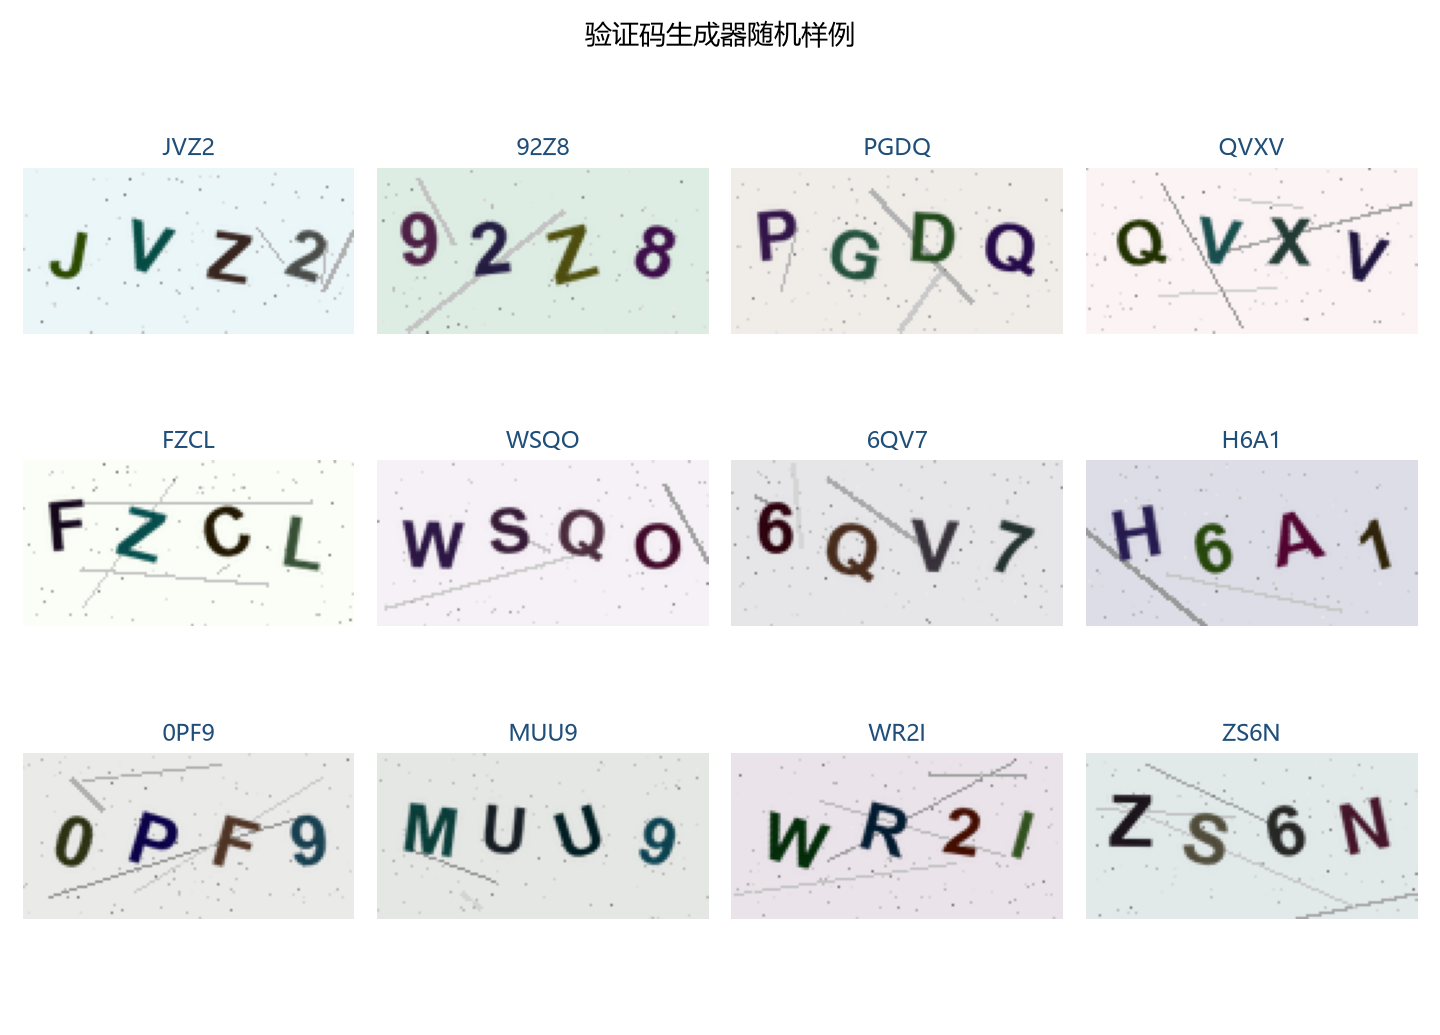 验证码生成器随机样例
JVZ2
92Z8
PGDQ
QVXV
JVZ2
92Z8
PGDQ
QVXV
FZCL
WSQO
6QV7
H6A1
FZCL
WSQO
6QV7
H6A1
0PF9
MUU9
WR2I
ZS6N
0PF9
MUU9
WR2I
ZS6N